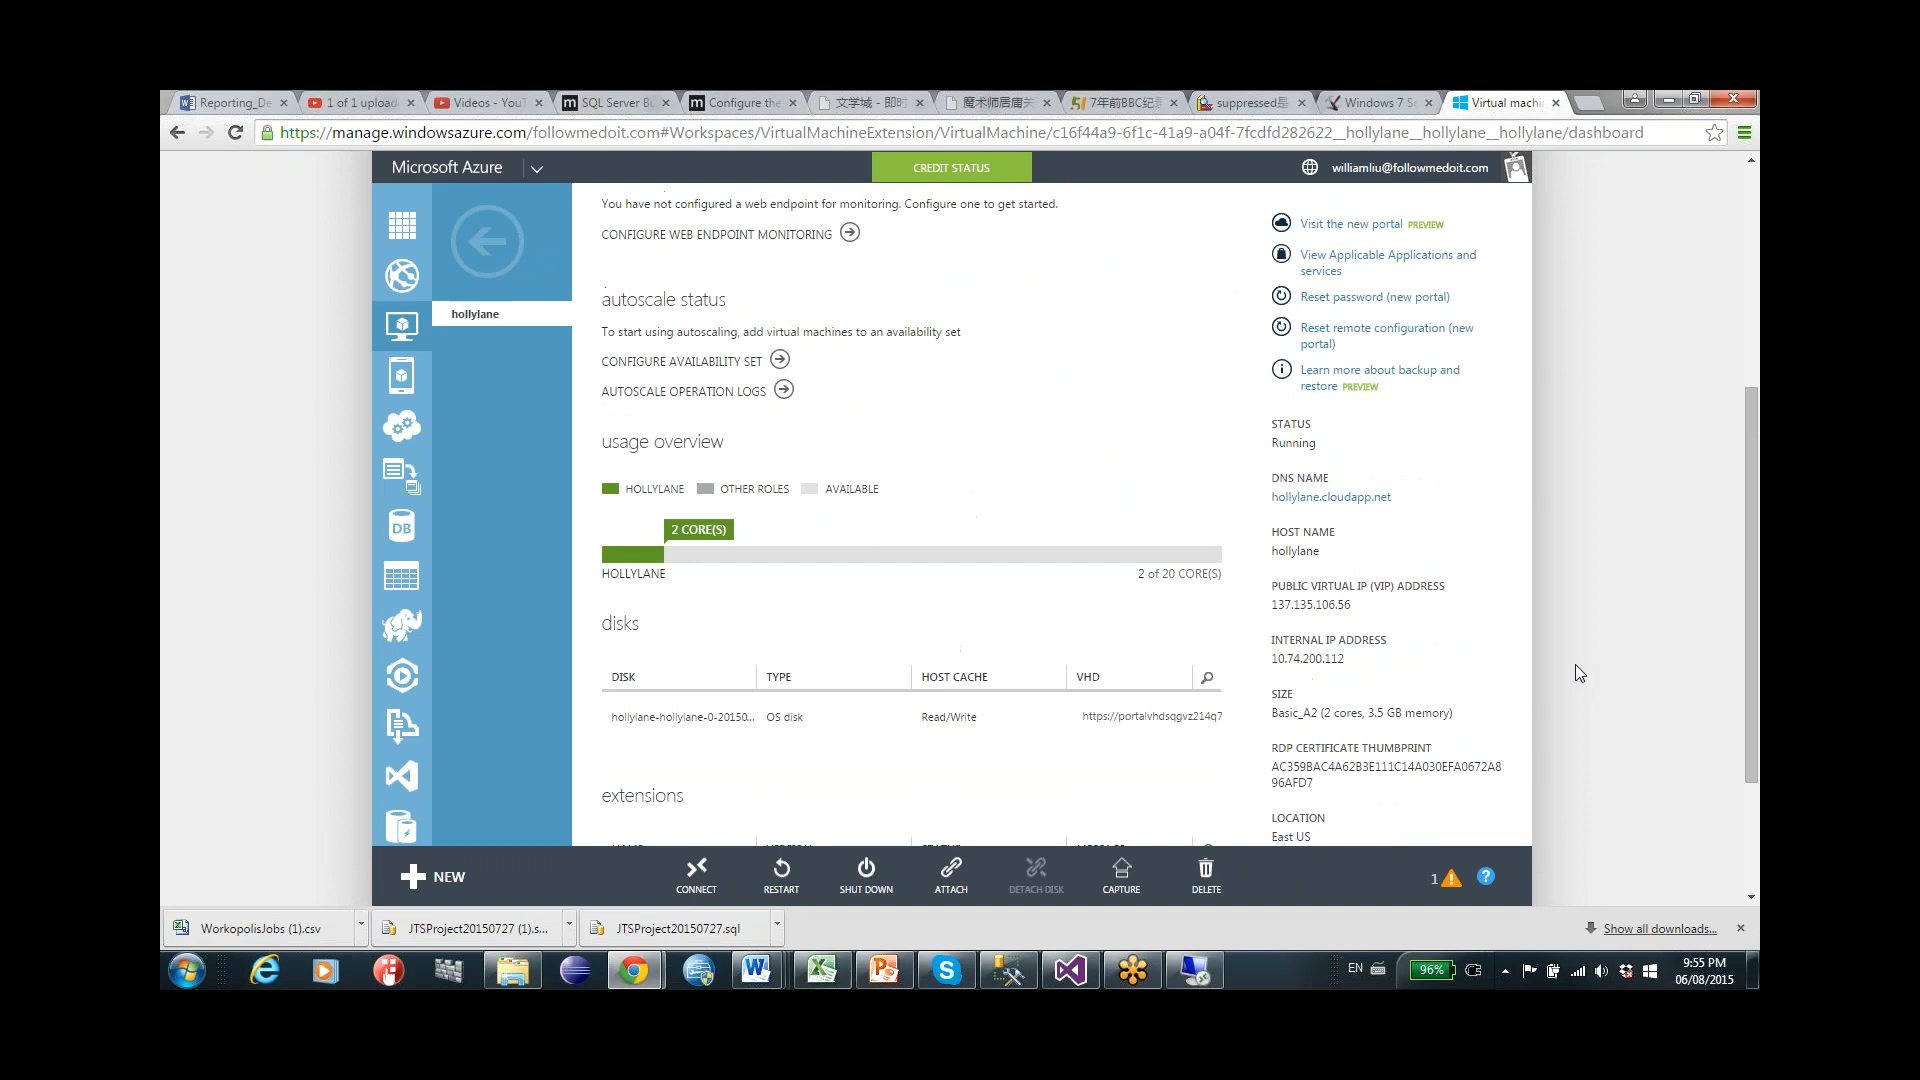 Reporting_De
1 of 1 upload
Videos - YouT
SQL Server Bu
Configure the
文学城 - 即时
魔术师居庸关
7年前BBC纪录
suppressed是
Windows 7 Se
Virtual machin
https://manage.windowsazure.com/followmedoit.com#Workspaces/VirtualMachineExtension/VirtualMachine/c16f44a9-6f1c-41a9-a04f-7fcdfd282622__hollylane__hollylane__hollylane/dashboard
Microsoft Azure
CREDIT STATUS
williamliu@followmedoit.com
hollylane
You have not configured a web endpoint for monitoring. Configure one to get started.
CONFIGURE WEB ENDPOINT MONITORING
autoscale status
To start using autoscaling, add virtual machines to an availability set
CONFIGURE AVAILABILITY SET
AUTOSCALE OPERATION LOGS
usage overview
HOLLYLANE OTHER ROLES AVAILABLE
2 CORE(S)
HOLLYLANE
2 of 20 CORE(S)
disks
DISK TYPE HOST CACHE VHD
hollylane-hollylane-0-20150... OS disk Read/Write https://portalvhdsqgvz214q7
extensions
Visit the new portal PREVIEW
View Applicable Applications and
services
Reset password (new portal)
Reset remote configuration (new
portal)
Learn more about backup and
restore PREVIEW
STATUS
Running
DNS NAME
hollylane.cloudapp.net
HOST NAME
hollylane
PUBLIC VIRTUAL IP (VIP) ADDRESS
137.135.106.56
INTERNAL IP ADDRESS
10.74.200.112
SIZE
Basic_A2 (2 cores, 3.5 GB memory)
RDP CERTIFICATE THUMBPRINT
AC359BAC4A62B3E111C14A030EFA0672A8
96AFD7
LOCATION
East US
DB
NEW
CONNECT
RESTART
SHUT DOWN
ATTACH
DETACH DISK
CAPTURE
DELETE
1
WorkopolisJobs (1).csv
JTSProject20150727 (1).s...
JTSProject20150727.sql
Show all downloads...
EN
96%
9:55 PM
06/08/2015